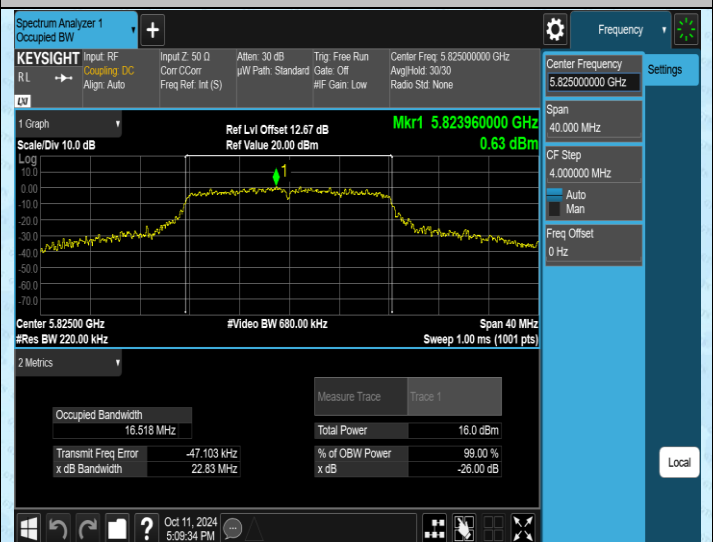 Spectrum Analyzer 1
Occupied BW
+
Frequency
KEYSIGHT
R L
LXI
Input: RF
Coupling: DC
Align: Auto
Input Z: 50 Ω
Corr CCorr
Freq Ref: Int (S)
Atten: 30 dB
µW Path: Standard
Trig: Free Run
Gate: Off
#IF Gain: Low
Center Freq: 5.825000000 GHz
Avg|Hold: 30/30
Radio Std: None
Center Frequency
5.825000000 GHz
Settings
Span
40.000 MHz
CF Step
4.000000 MHz
Auto
Man
Freq Offset
0 Hz
Local
1 Graph
Scale/Div 10.0 dB
Ref Lvl Offset 12.67 dB
Ref Value 20.00 dBm
Mkr1 5.823960000 GHz
0.63 dBm
Log
10.0
0.00
-10.0
-20.0
-30.0
-40.0
-50.0
-60.0
-70.0
1
Center 5.82500 GHz
#Res BW 220.00 kHz
#Video BW 680.00 kHz
Span 40 MHz
Sweep 1.00 ms (1001 pts)
2 Metrics
Measure Trace
Trace 1
Occupied Bandwidth
16.518 MHz
Total Power
16.0 dBm
Transmit Freq Error
-47.103 kHz
% of OBW Power
99.00 %
x dB Bandwidth
22.83 MHz
x dB
-26.00 dB
?
Oct 11, 2024
5:09:34 PM